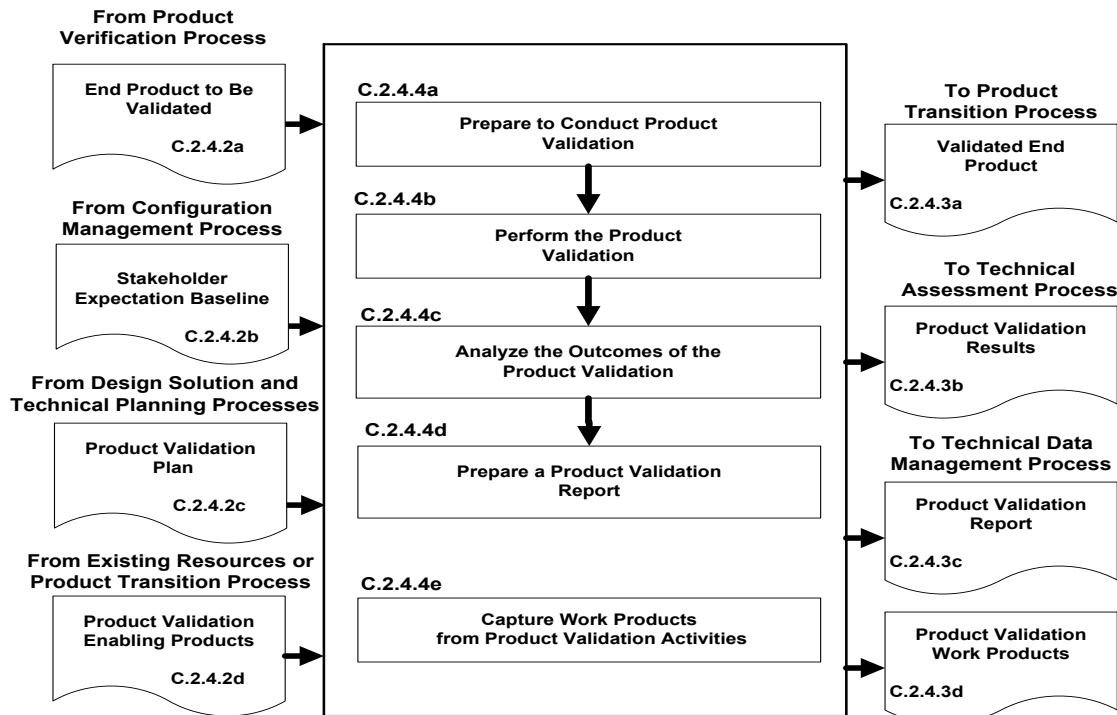 From Product
Verification Process
End Product to Be
Validated
C.2.4.2a
From Configuration
Management Process
Stakeholder
Expectation Baseline
C.2.4.2b
From Design Solution and
Technical Planning Processes
Product Validation
Plan
C.2.4.2c
From Existing Resources or
Product Transition Process
Product Validation
Enabling Products
C.2.4.2d
C.2.4.4a
Prepare to Conduct Product
Validation
C.2.4.4b
Perform the Product
Validation
C.2.4.4c
Analyze the Outcomes of the
Product Validation
C.2.4.4d
Prepare a Product Validation
Report
C.2.4.4e
Capture Work Products
from Product Validation Activities
To Product
Transition Process
Validated End
Product
C.2.4.3a
To Technical
Assessment Process
Product Validation
Results
C.2.4.3b
To Technical Data
Management Process
Product Validation
Report
C.2.4.3c
Product Validation
Work Products
C.2.4.3d